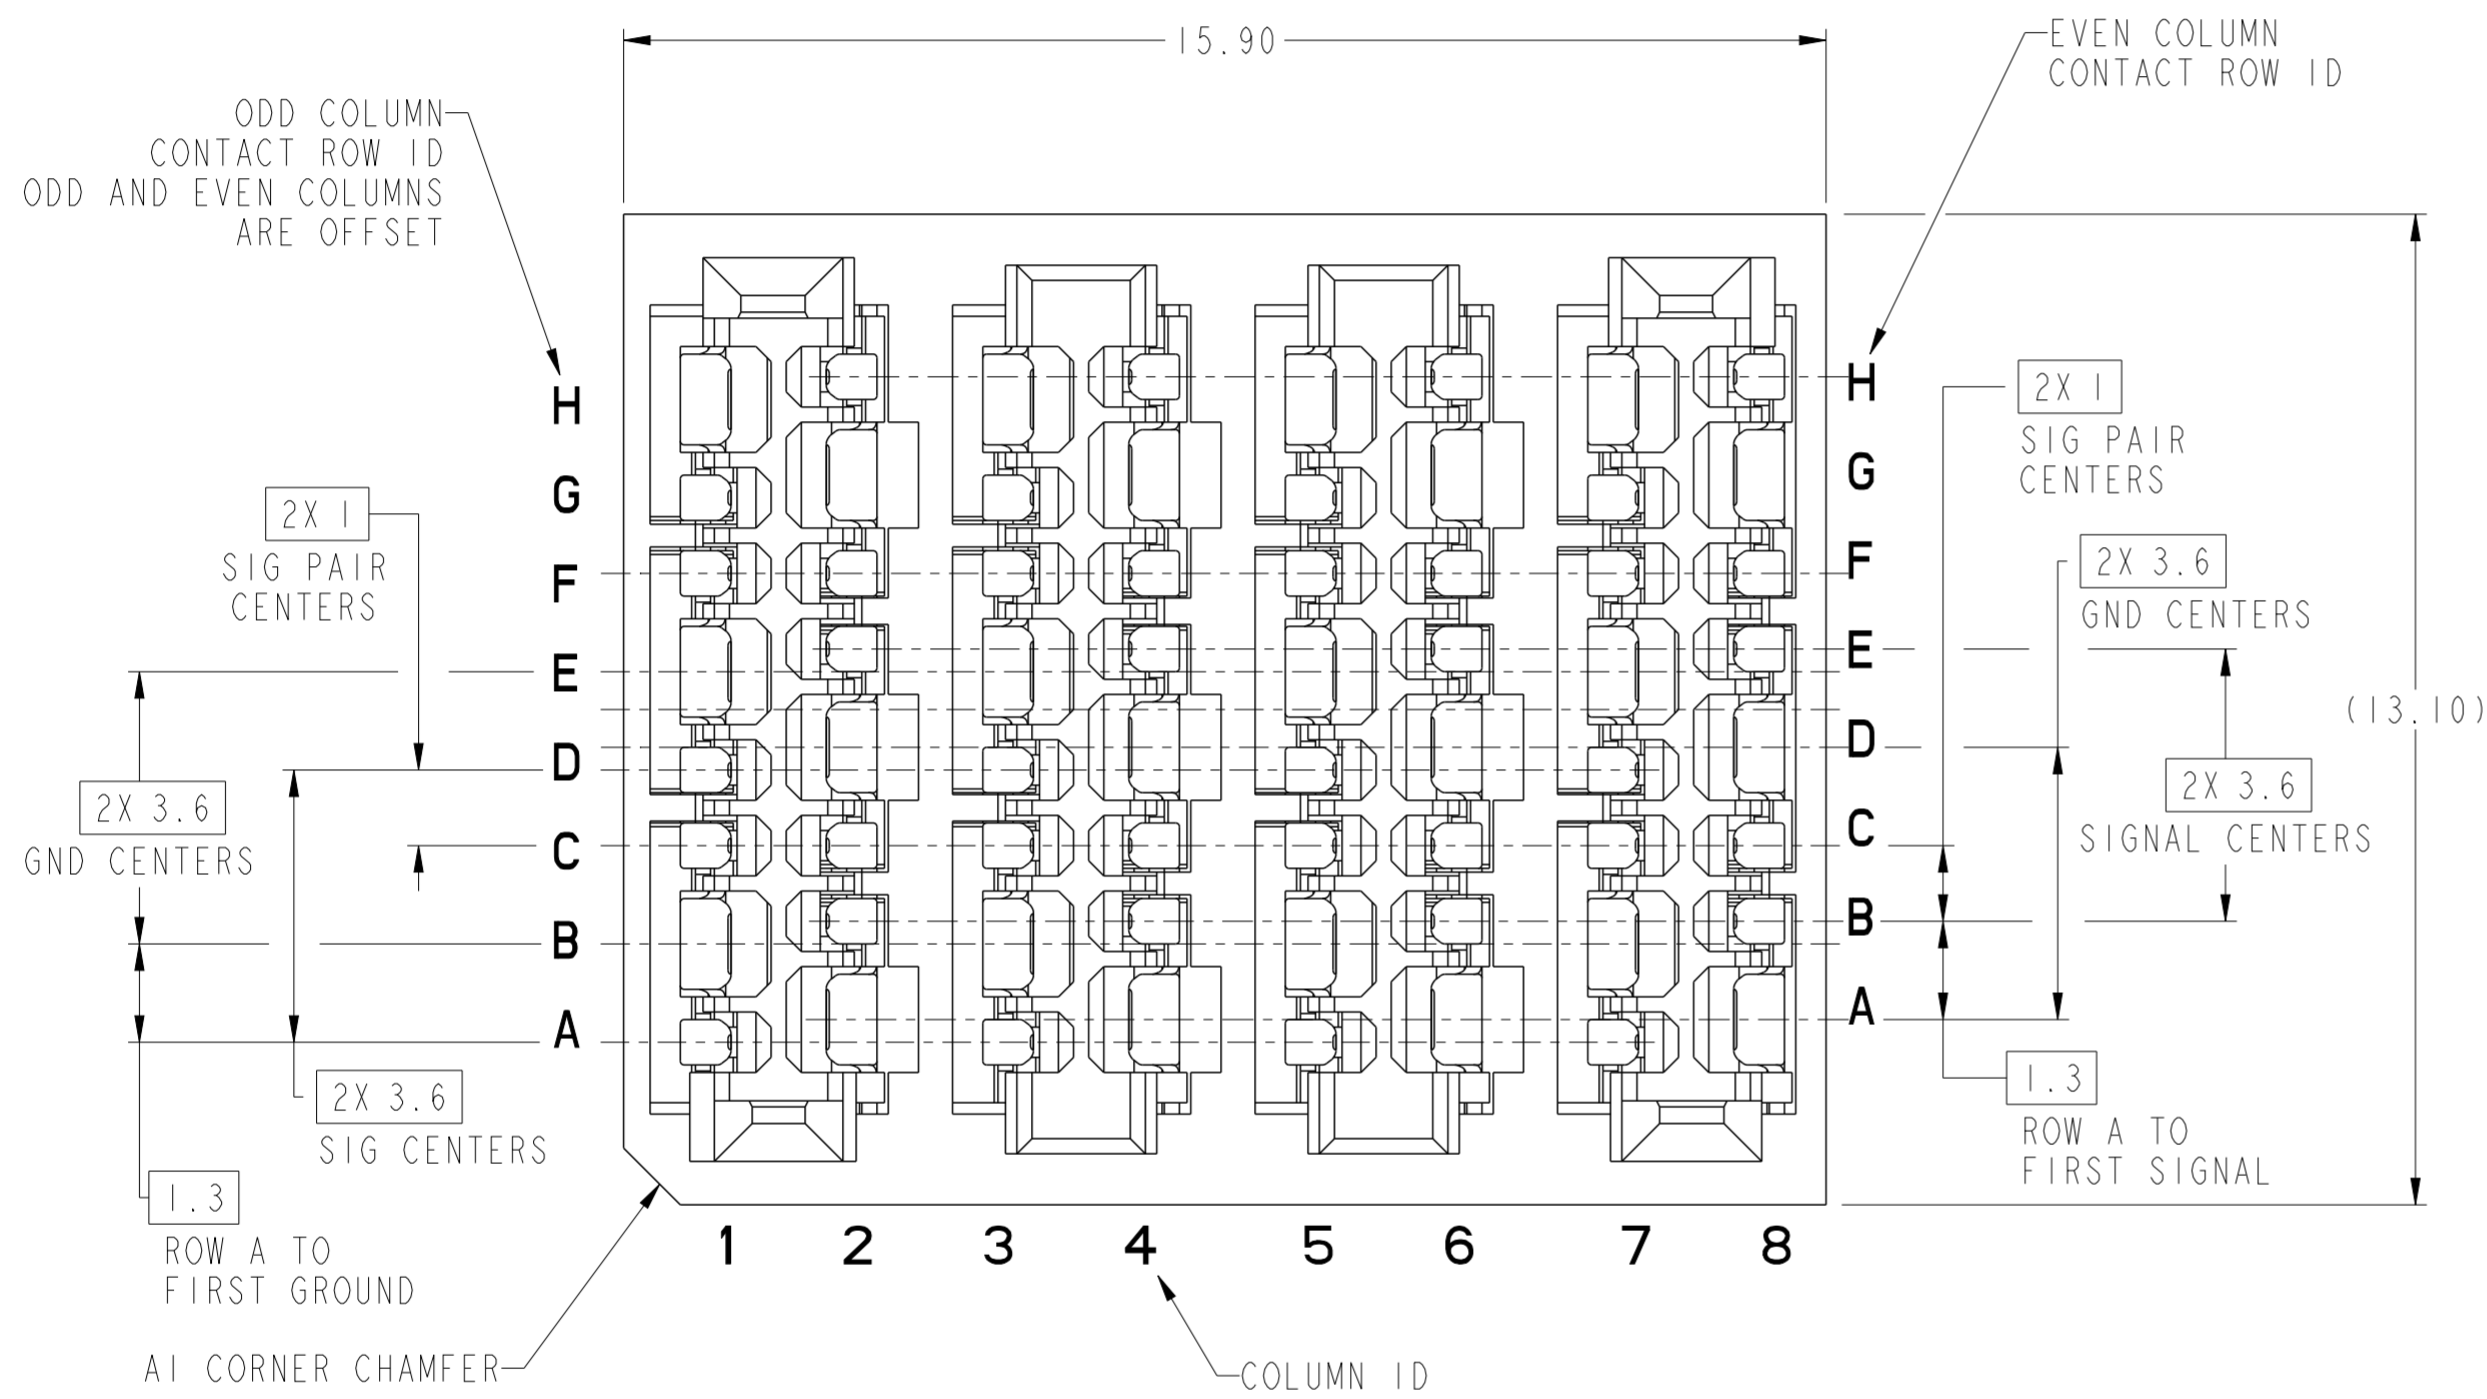 15.90
EVEN COLUMN
CONTACT ROW ID
ODD COLUMN
CONTACT ROW ID
ODD AND EVEN COLUMNS
ARE OFFSET
H
G
F
E
D
C
B
A
2X 1
SIG PAIR
CENTERS
2X 3.6
GND CENTERS
2X 3.6
SIG CENTERS
1.3
ROW A TO
FIRST GROUND
A1 CORNER CHAMFER
H
G
F
E
D
C
B
A
2X 1
SIG PAIR
CENTERS
2X 3.6
GND CENTERS
(13.10)
2X 3.6
SIGNAL CENTERS
1.3
ROW A TO
FIRST SIGNAL
1 2 3 4 5 6 7 8
COLUMN ID